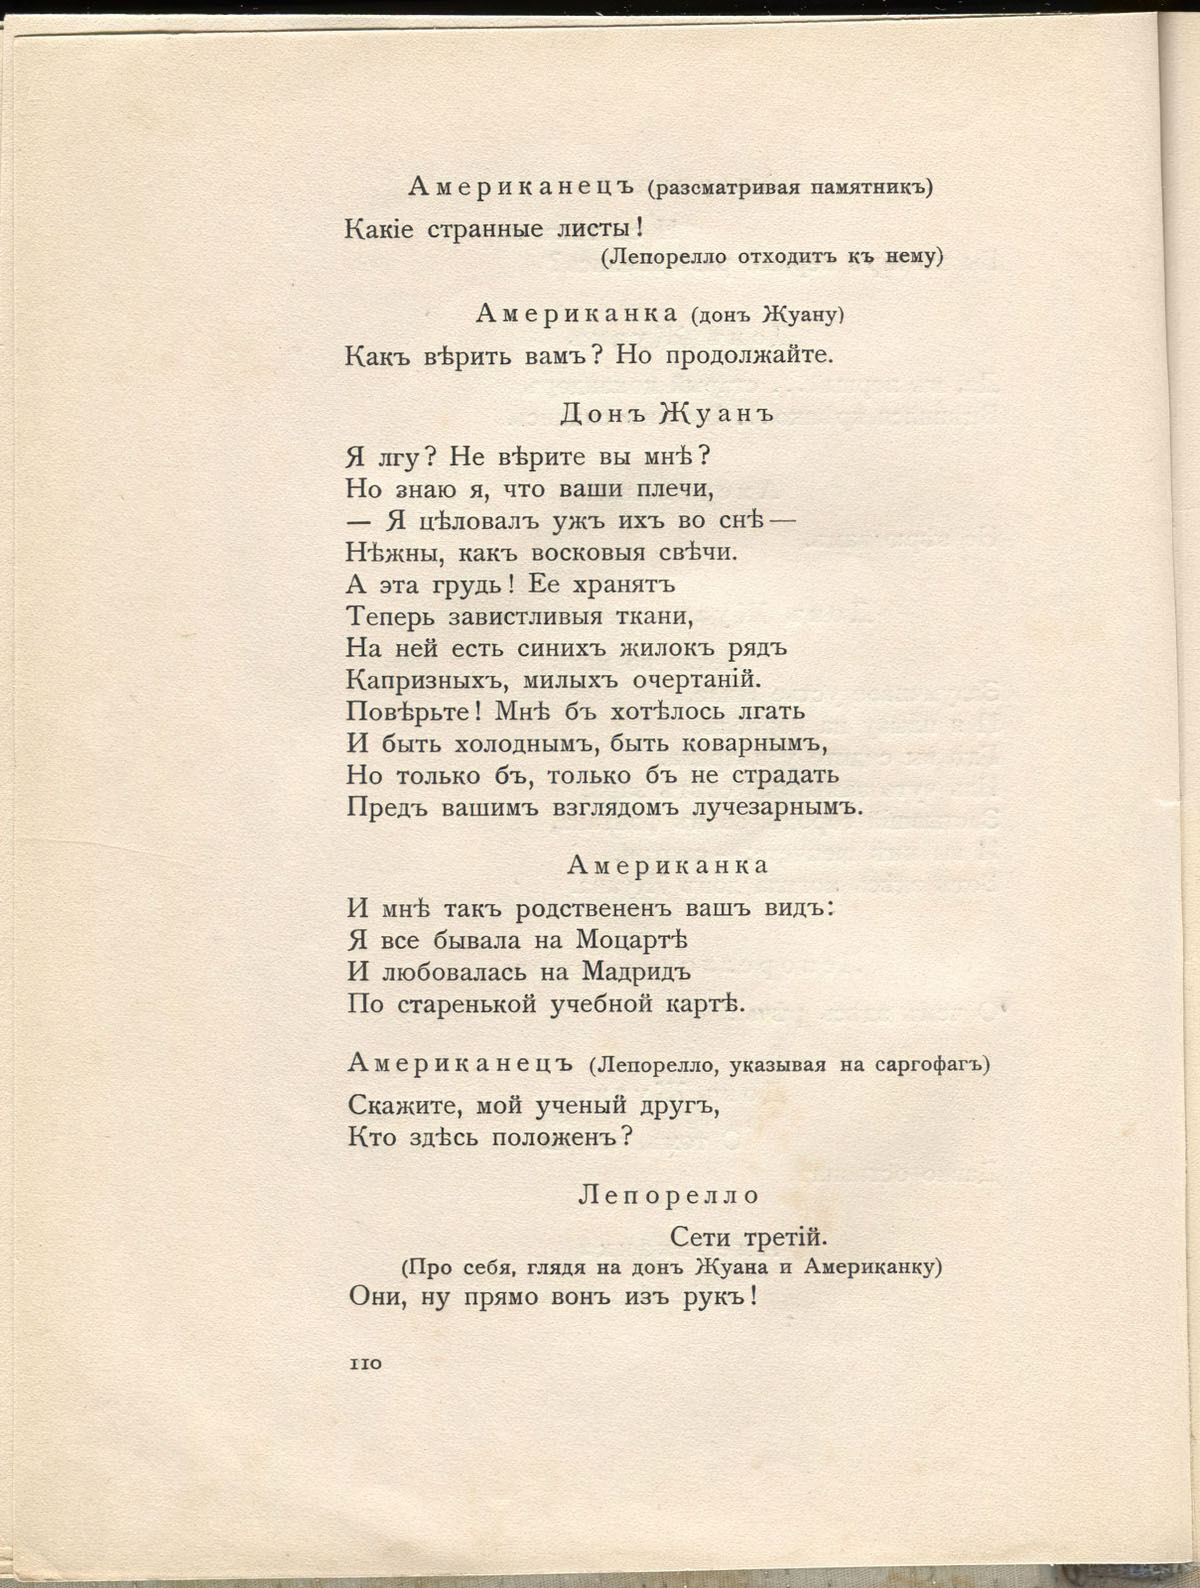 Американецъ (разсматривая памятникъ)
Какіе странные листы!
(Лепорелло отходитъ къ нему)
Американка (донъ Жуану)
Какъ вѣрить вамъ? Но продолжайте.
Донъ Жуанъ
Я лгу? Не вѣрите вы мнѣ?
Но знаю я, что ваши плечи,
— Я цѣловалъ ужъ ихъ во снѣ —
Нѣжны, какъ восковыя свѣчи.
А эта грудь! Ее хранятъ
Теперь завистливыя ткани,
На ней есть синихъ жилокъ рядъ
Капризныхъ, милыхъ очертаній.
Повѣрьте! Мнѣ бъ хотѣлось лгать
И быть холоднымъ, быть коварнымъ,
Но только бъ, только бъ не страдать
Предъ вашимъ взглядомъ лучезарнымъ.
Американка
И мнѣ такъ родствененъ вашъ видъ:
Я все бывала на Моцартѣ
И любовалась на Мадридъ
По старенькой учебной картѣ.
Американецъ (Лепорелло, указывая на саргофагъ)
Скажите, мой ученый другъ,
Кто здѣсь положенъ?
Лепорелло
Сети третій.
(Про себя, глядя на донъ Жуана и Американку)
Они, ну прямо вонъ изъ рукъ!
110